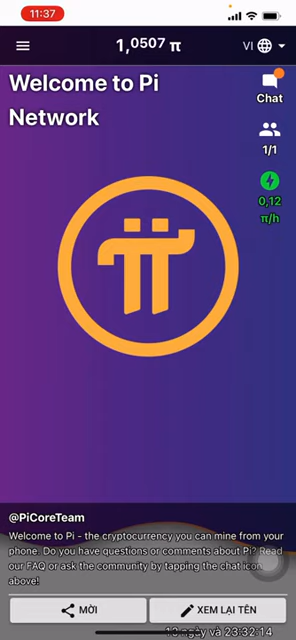 11:37
1,0507 π
VI
Welcome to Pi
Network
Chat
1/1
0,12
π/h
@PiCoreTeam
Welcome to Pi - the cryptocurrency you can mine from your
phone. Do you have questions or comments about Pi? Read
our FAQ or ask the community by tapping the chat icon
above!
MỜI
XEM LẠI TÊN
ngày và 23:32:14